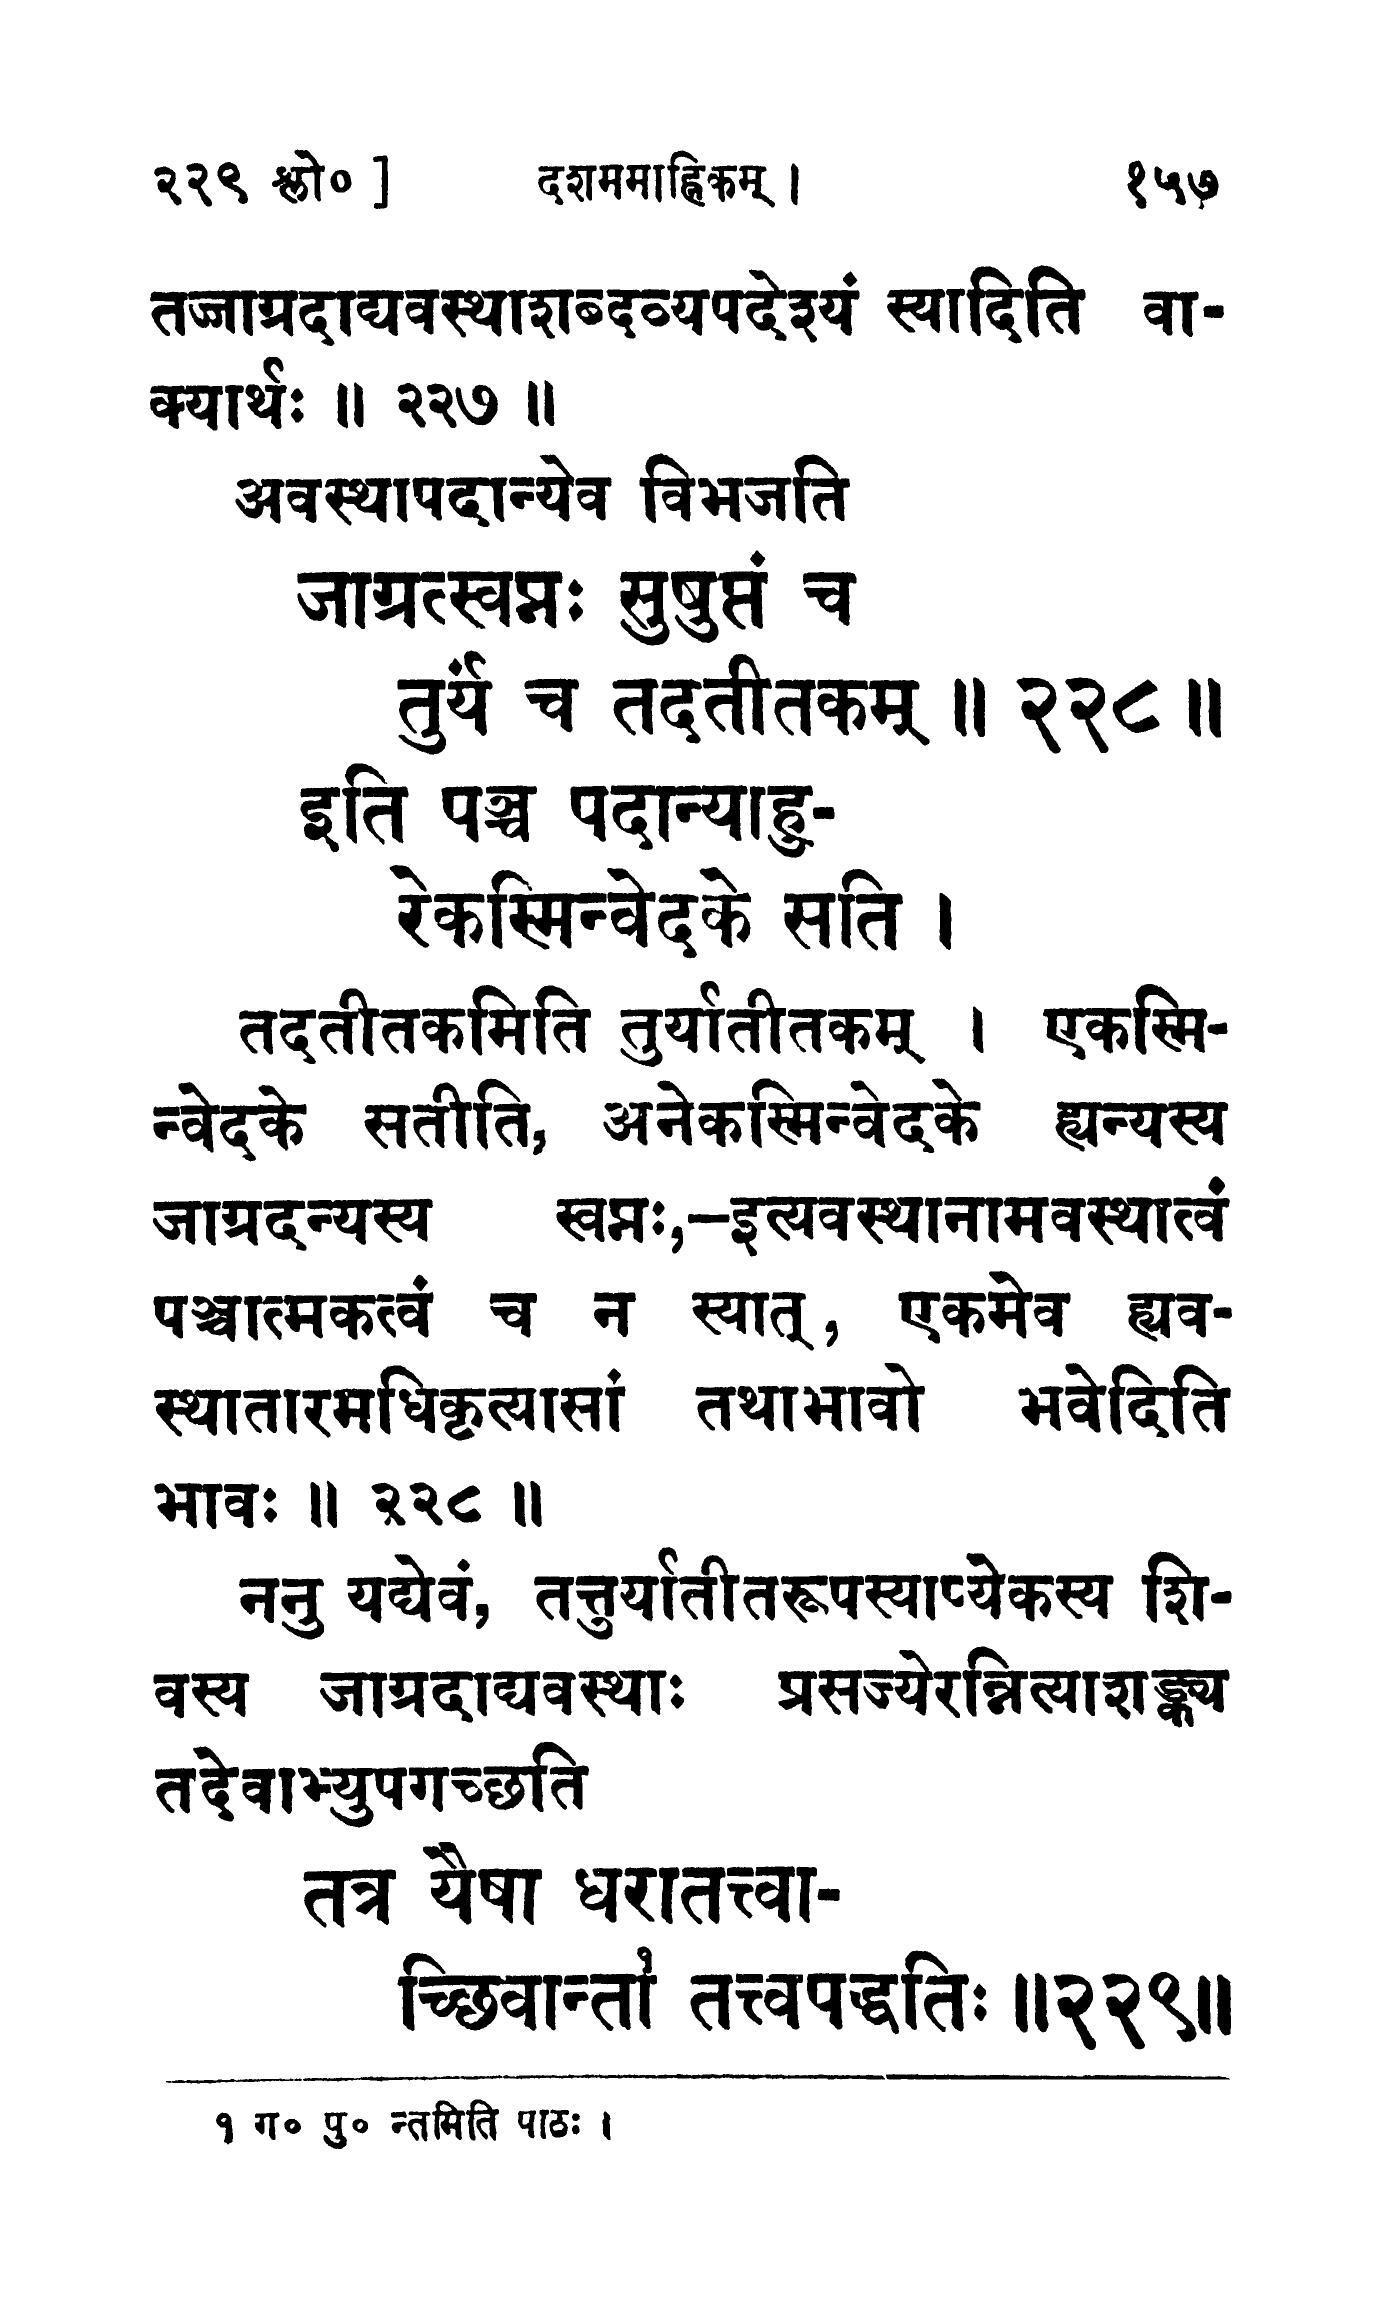 २२९ श्लो० ] दशममाह्निकम् । १५७
तज्जाग्रदाद्यवस्थाशब्दव्यपदेश्यं स्यादिति वा-
क्यार्थः ॥ २२७ ॥
अवस्थापदान्येव विभजति
जाग्रत्स्वप्नः सुषुप्तं च
तुर्यं च तदतीतकम् ॥ २२८ ॥
इति पञ्च पदान्याहु-
रेकस्मिन्वेदके सति ।
तदतीतकमिति तुर्यातीतकम् । एकस्मि-
न्वेदके सतीति, अनेकस्मिन्वेदके ह्यन्यस्य
जाग्रदन्यस्य स्वप्नः,—इत्यवस्थानामवस्थात्वं
पञ्चात्मकत्वं च न स्यात्, एकमेव ह्यव-
स्थातारमधिकृत्यासां तथाभावो भवेदिति
भावः ॥ २२८ ॥
ननु यद्येवं, तत्तुर्यातीतरूपस्याप्येकस्य शि-
वस्य जाग्रदाद्यवस्थाः प्रसज्येरन्नित्याशङ्क्य
तदेवाभ्युपगच्छति
तत्र यैषा धरातत्त्वा-
च्छिवान्ता१ तत्त्वपद्धतिः ॥२२९॥
१ ग० पु० न्तमिति पाठः ।